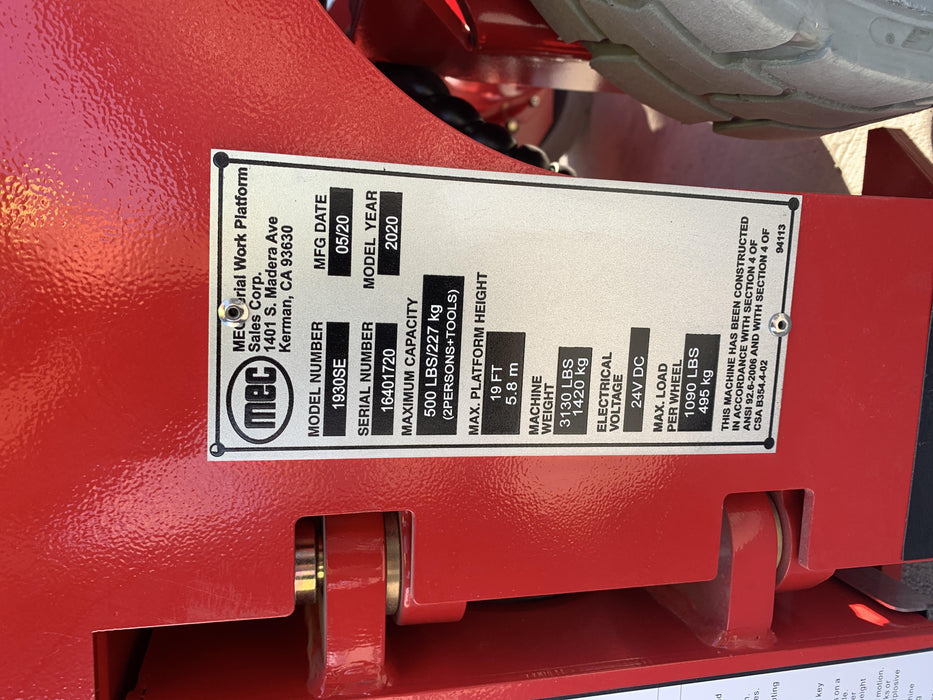 mec
MEC Aerial Work Platform
Sales Corp.
1401 S. Madera Ave
Kerman, CA 93630
MODEL NUMBER
1930SE
MFG DATE
05/20
SERIAL NUMBER
16401720
MODEL YEAR
2020
MAXIMUM CAPACITY
500 LBS/227 kg
(2PERSONS+TOOLS)
MAX. PLATFORM HEIGHT
19 FT
5.8 m
MACHINE
WEIGHT
3130 LBS
1420 kg
ELECTRICAL
VOLTAGE
24V DC
MAX. LOAD
PER WHEEL
1090 LBS
495 kg
THIS MACHINE HAS BEEN CONSTRUCTED
IN ACCORDANCE WITH SECTION 4 OF
ANSI 92.6-2006 AND WITH SECTION 4 OF
CSA B354.4-02
94113
key
on a
motion.